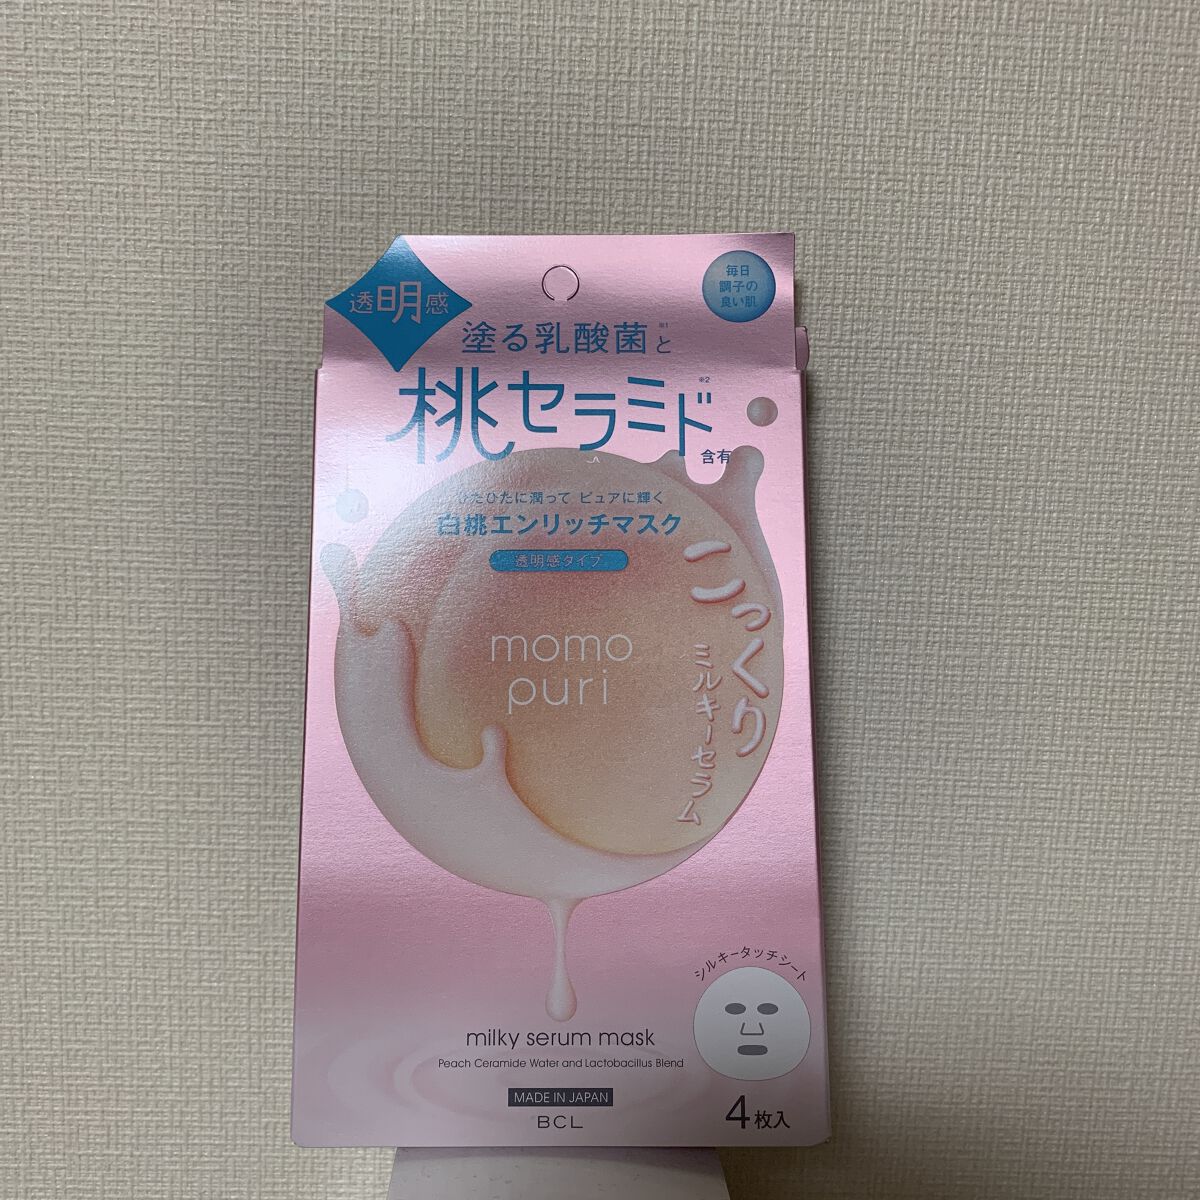 透明感
毎日
調子の
良い肌
塗る乳酸菌※1と
桃セラミド※2
含有
ひたひたに潤って ピュアに輝く
白桃エンリッチマスク
透明感タイプ
momo
puri
こっくり
ミルキーセラム
シルキータッチシート
milky serum mask
Peach Ceramide Water and Lactobacillus Blend
MADE IN JAPAN
BCL
4枚入